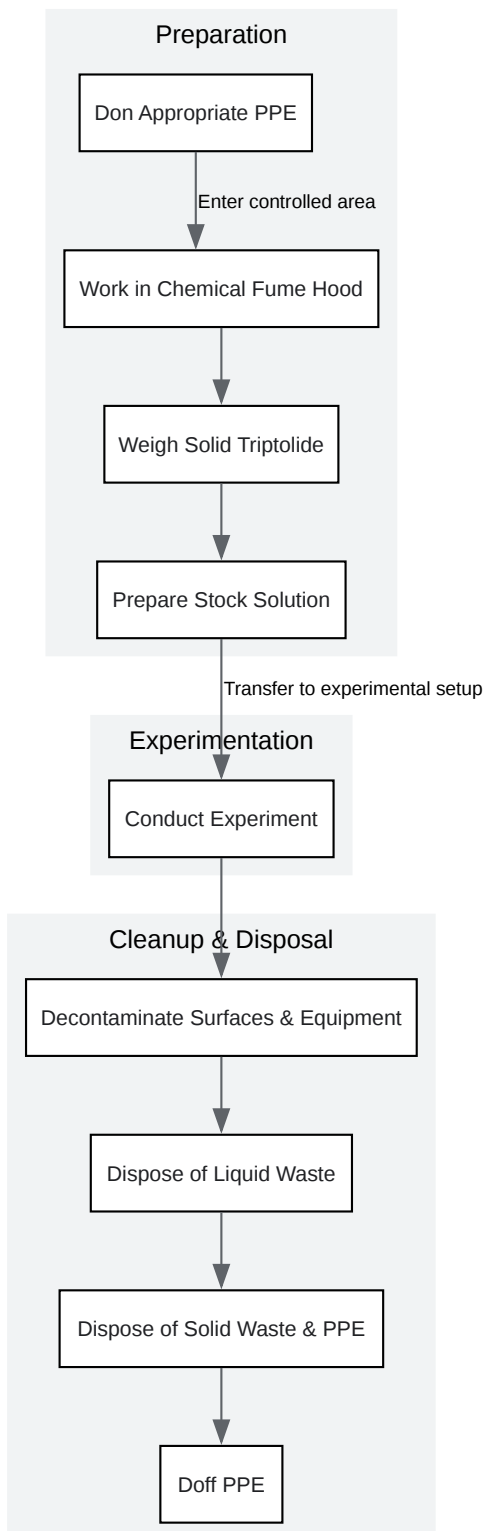 Preparation
Don Appropriate PPE
Enter controlled area
Work in Chemical Fume Hood
Weigh Solid Triptolide
Prepare Stock Solution
Transfer to experimental setup
Experimentation
Conduct Experiment
Cleanup & Disposal
Decontaminate Surfaces & Equipment
Dispose of Liquid Waste
Dispose of Solid Waste & PPE
Doff PPE